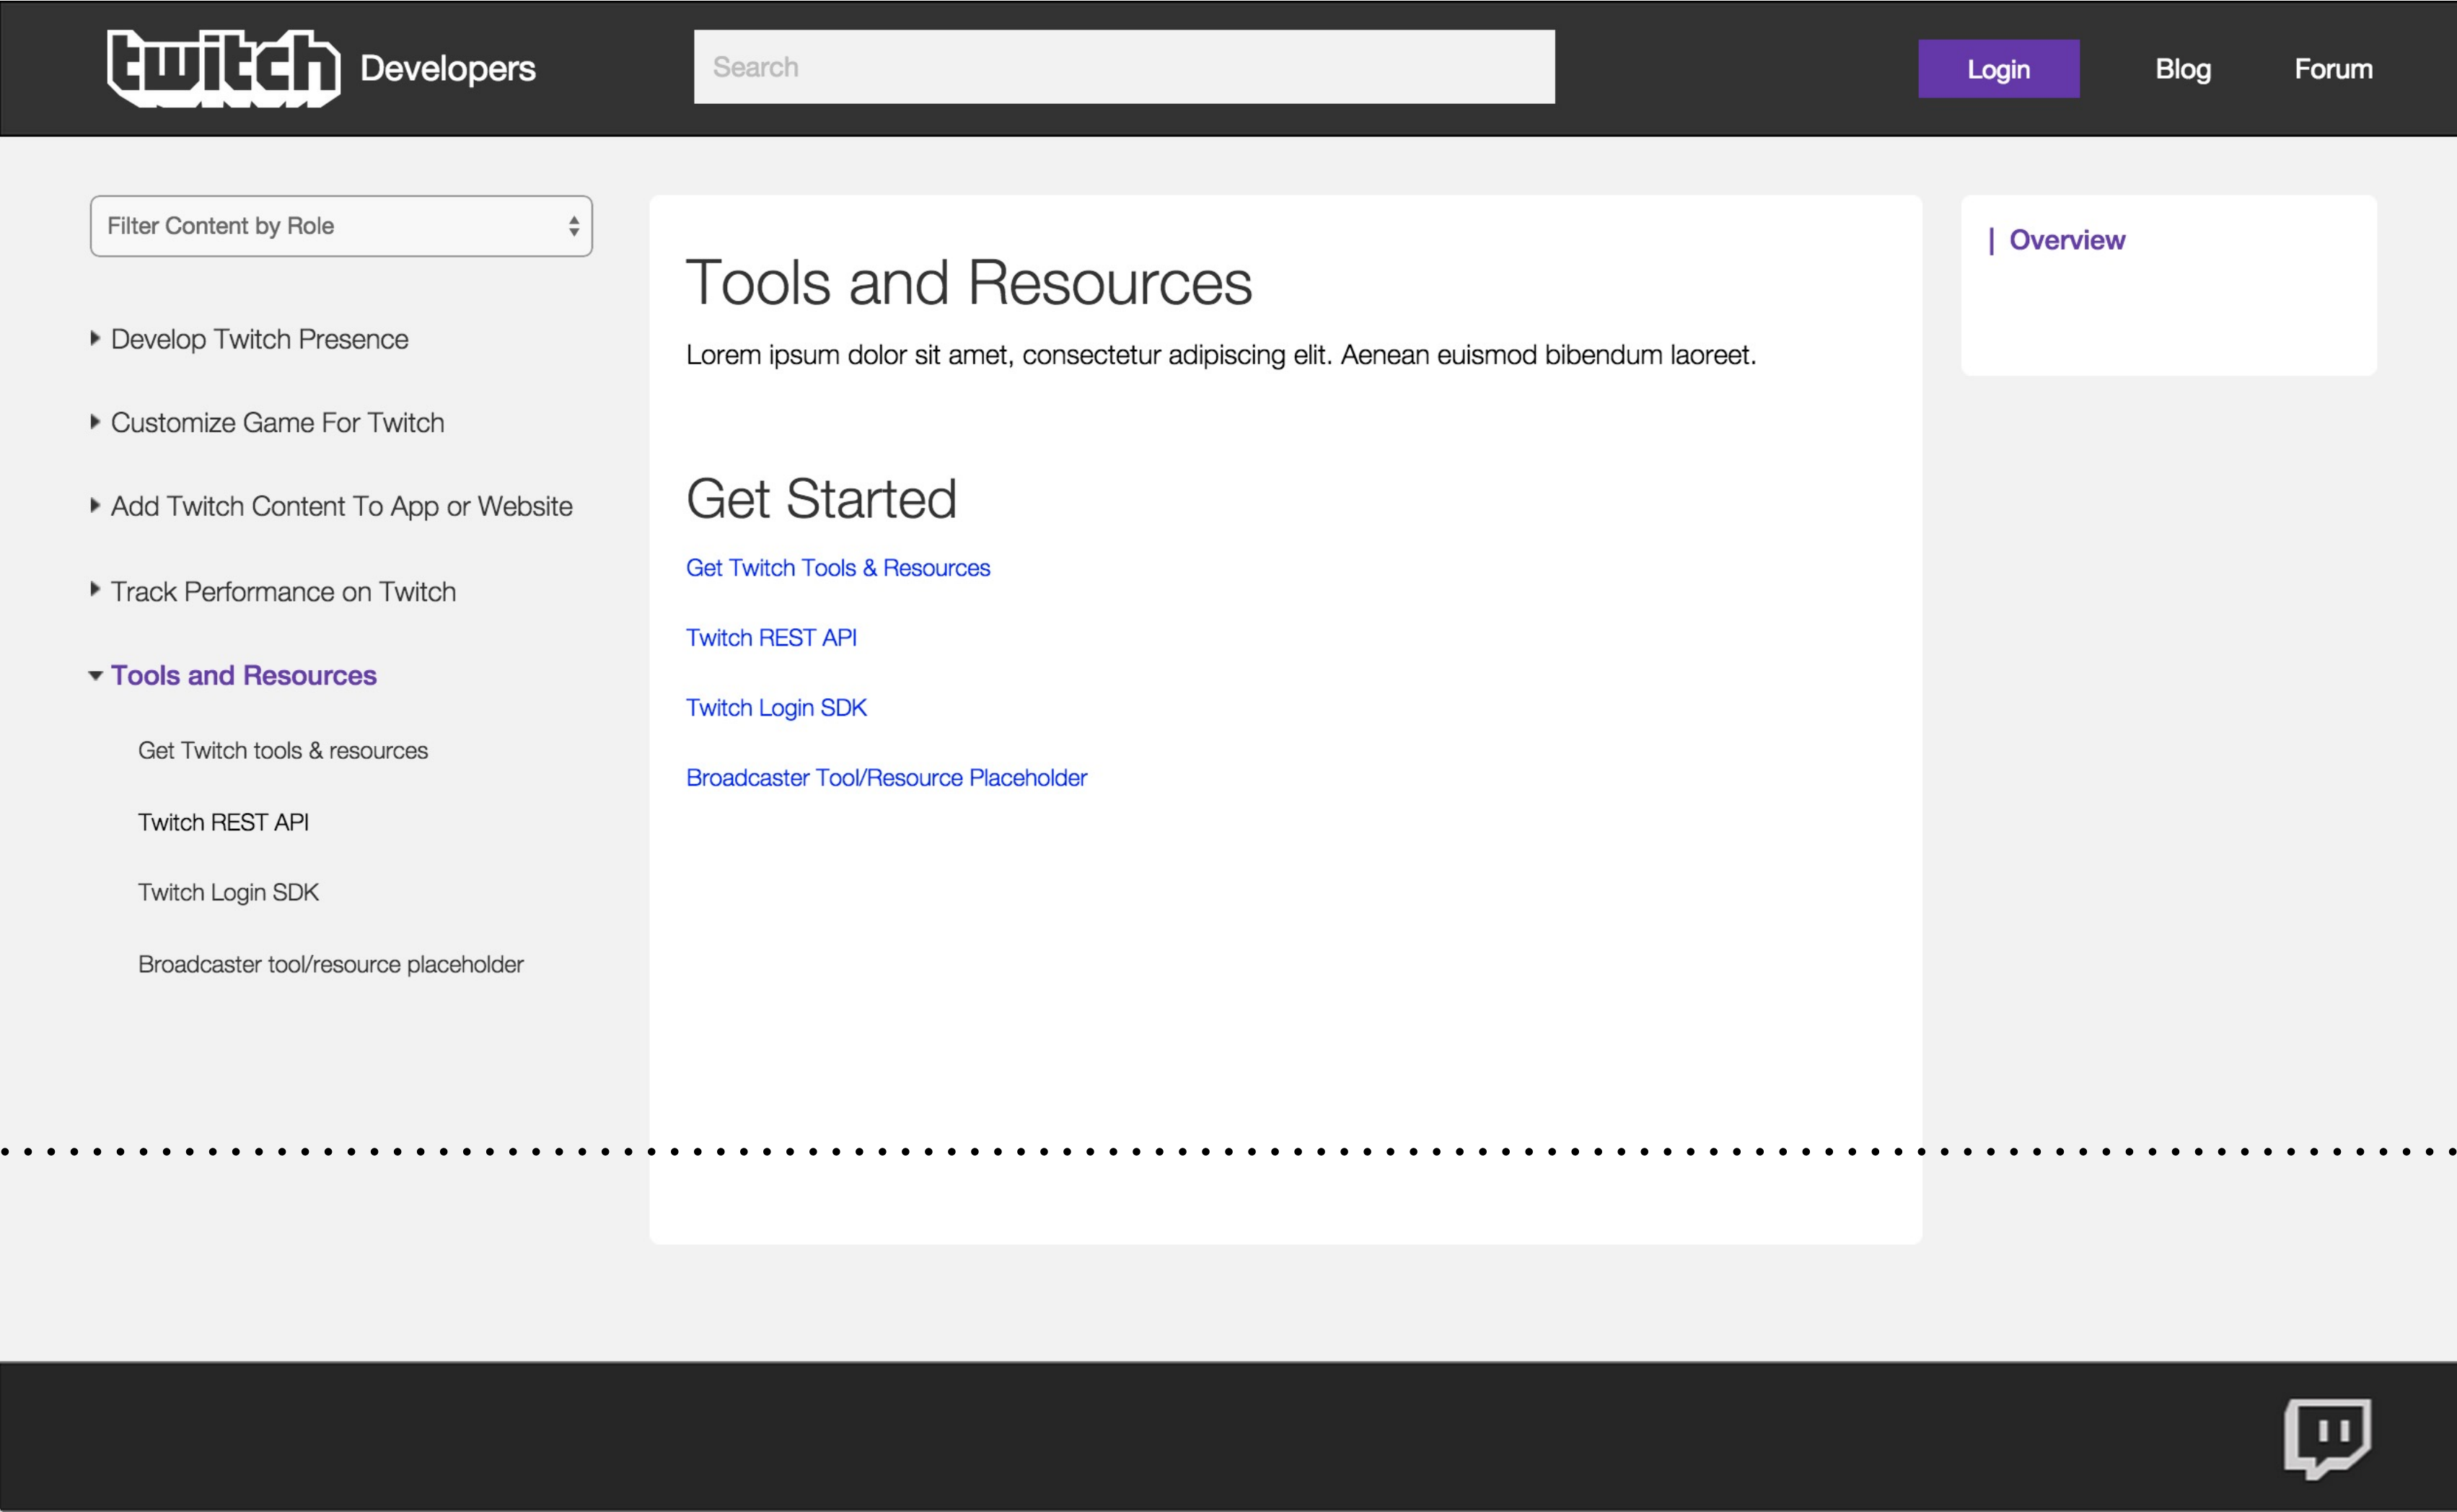 twitch Developers
Search
Login
Blog
Forum
Filter Content by Role
Develop Twitch Presence
Customize Game For Twitch
Add Twitch Content To App or Website
Track Performance on Twitch
Tools and Resources
Get Twitch tools & resources
Twitch REST API
Twitch Login SDK
Broadcaster tool/resource placeholder
Tools and Resources
Lorem ipsum dolor sit amet, consectetur adipiscing elit. Aenean euismod bibendum laoreet.
Get Started
Get Twitch Tools & Resources
Twitch REST API
Twitch Login SDK
Broadcaster Tool/Resource Placeholder
Overview